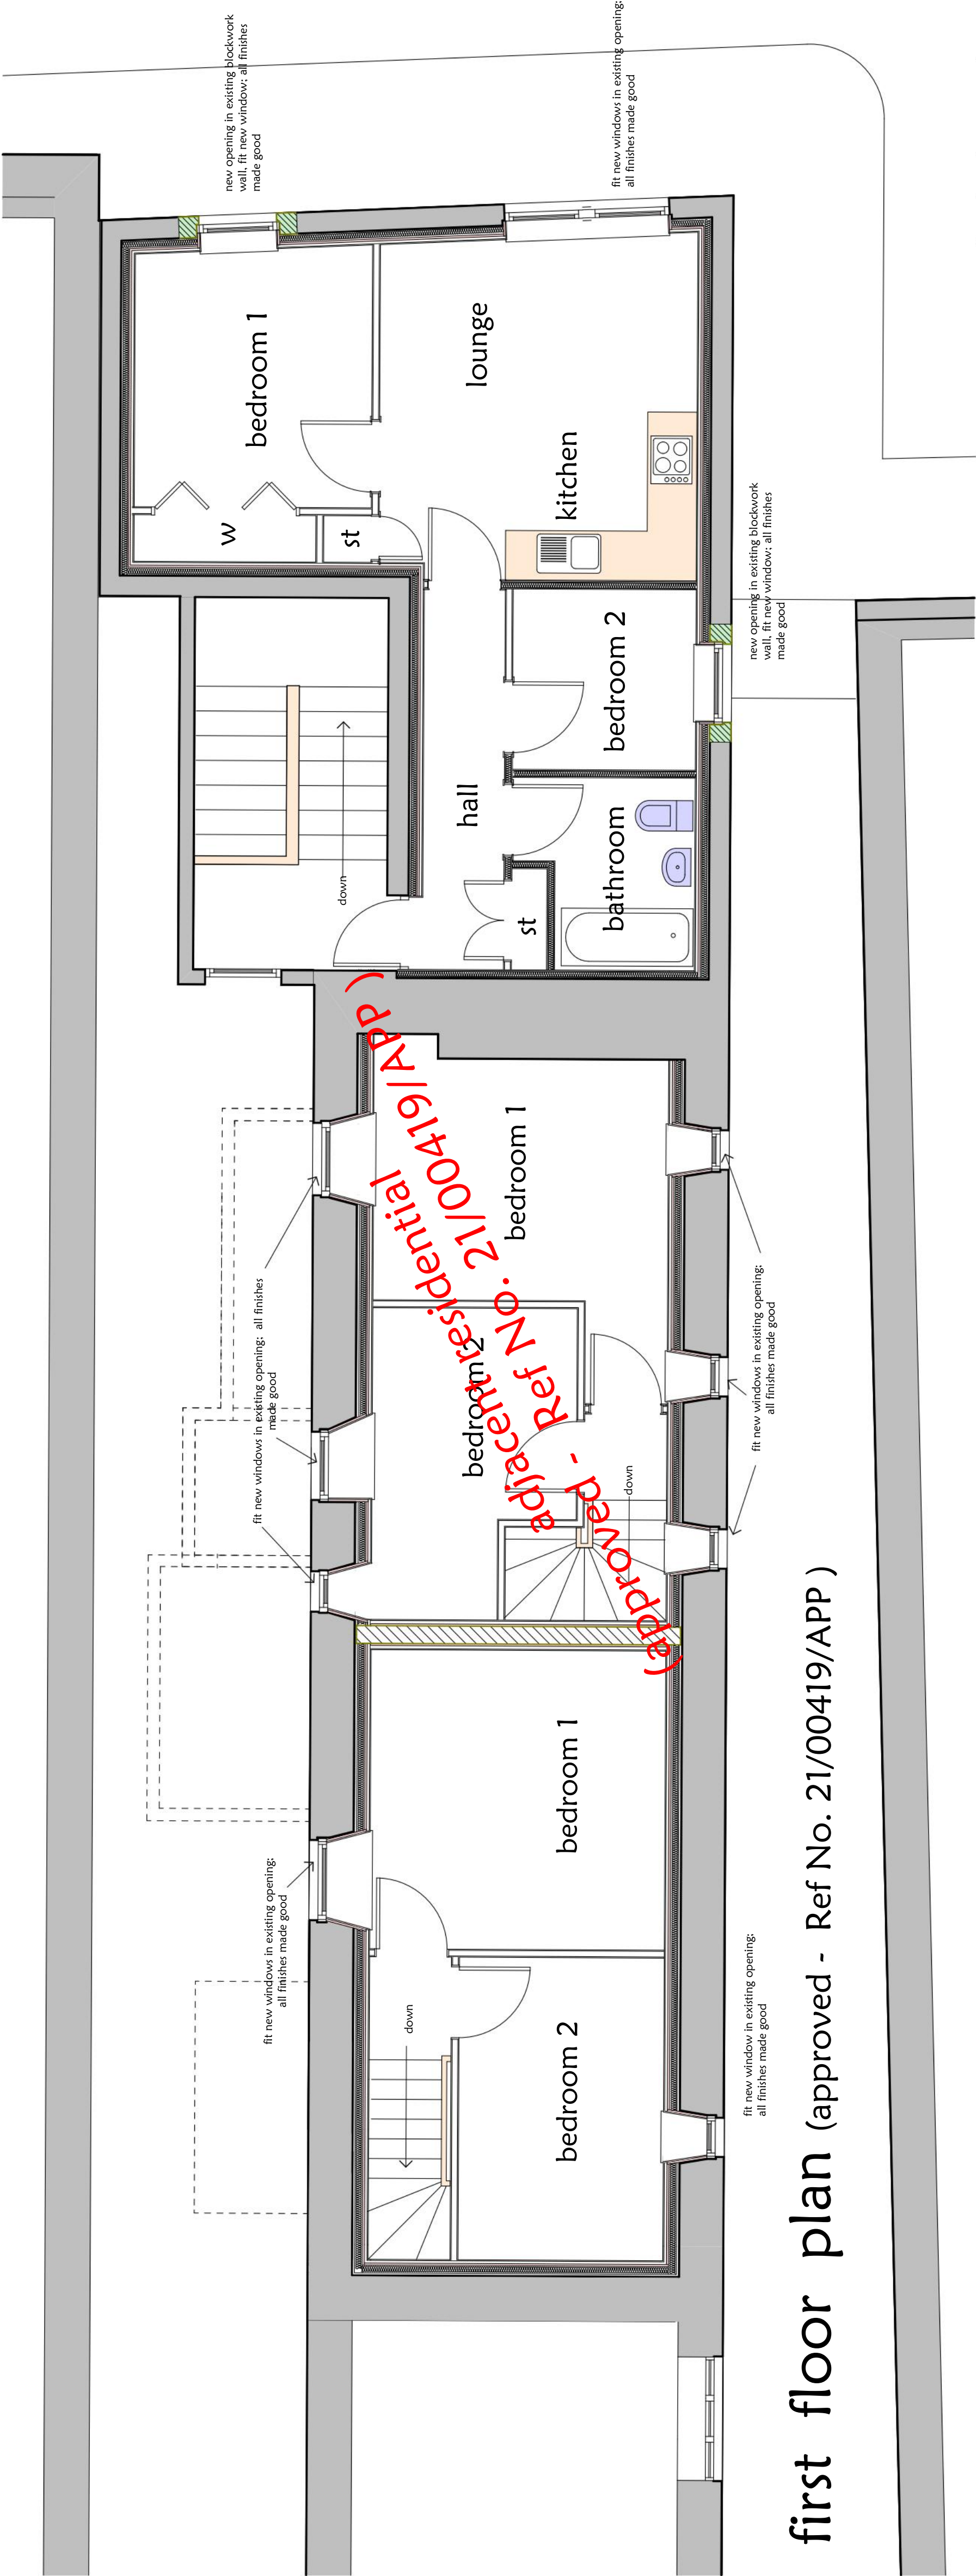 new opening in existing blockwork
wall, fit new window; all finishes
made good
fit new windows in existing opening;
all finishes made good
bedroom 1
lounge
w
st
kitchen
new opening in existing blockwork
wall, fit new window; all finishes
made good
bedroom 2
hall
down
bathroom
st
adjacent residential
(approved - Ref No. 21/00419/APP )
bedroom 1
bedroom 2
down
fit new windows in existing opening; all finishes
made good
fit new windows in existing opening;
all finishes made good
bedroom 1
bedroom 2
down
fit new windows in existing opening;
all finishes made good
fit new window in existing opening;
all finishes made good
first floor plan (approved - Ref No. 21/00419/APP )